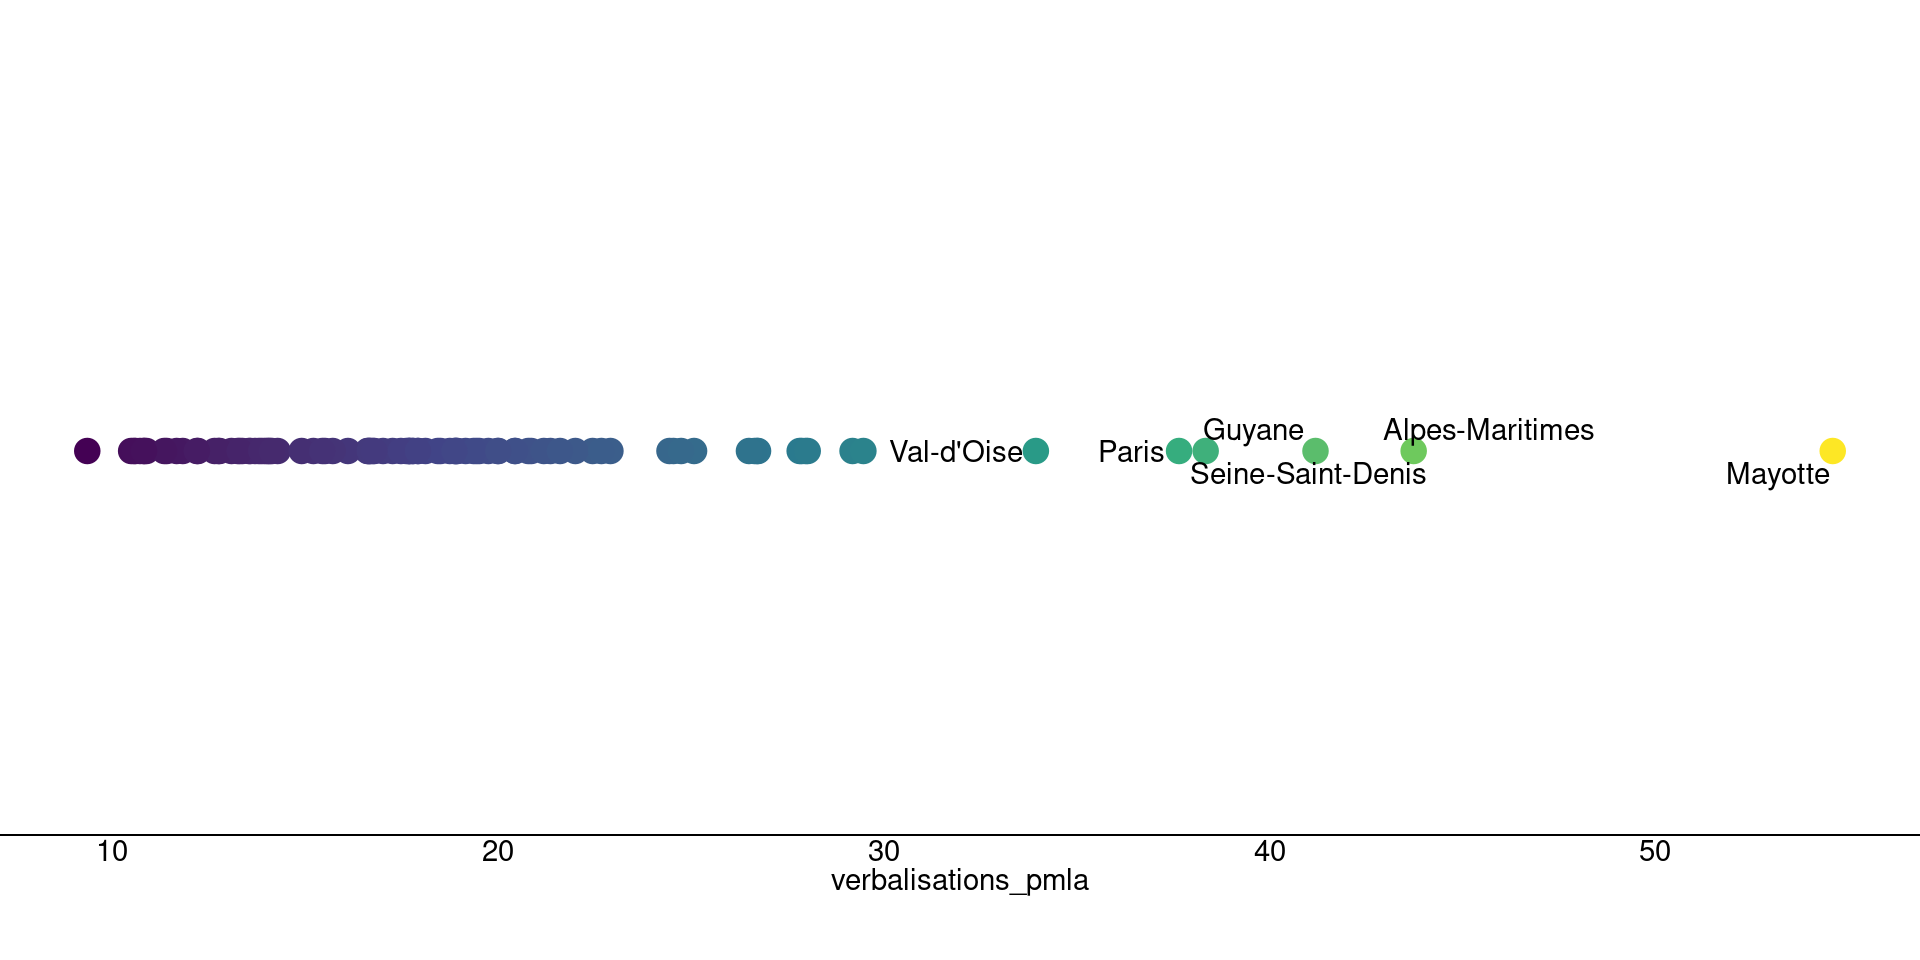 Guyane
Alpes-Maritimes
Val-d'Oise
Paris
Seine-Saint-Denis
Mayotte
10
20
30
40
50
verbalisations_pmla